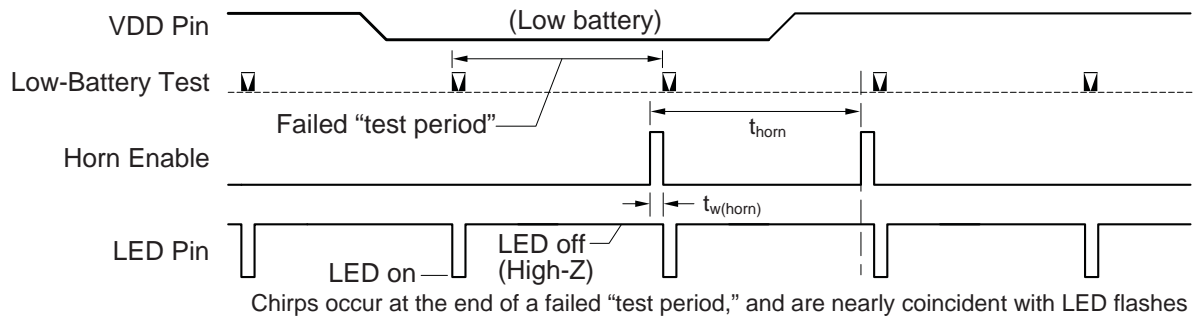 VDD Pin
(Low battery)
Low-Battery Test
Failed “test period”
t_horn
Horn Enable
t_w(horn)
LED Pin
LED off
(High-Z)
LED on
Chirps occur at the end of a failed “test period,” and are nearly coincident with LED flashes